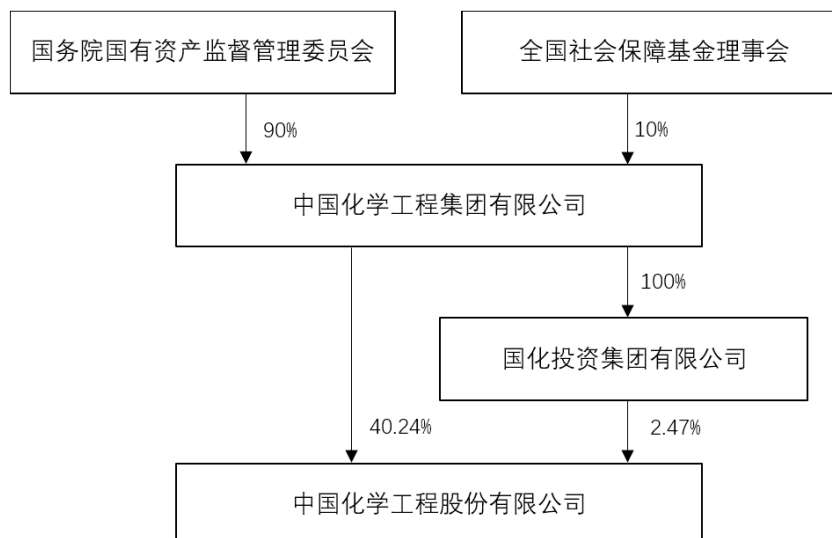 国务院国有资产监督管理委员会
全国社会保障基金理事会
90%
10%
中国化学工程集团有限公司
100%
国化投资集团有限公司
40.24%
2.47%
中国化学工程股份有限公司